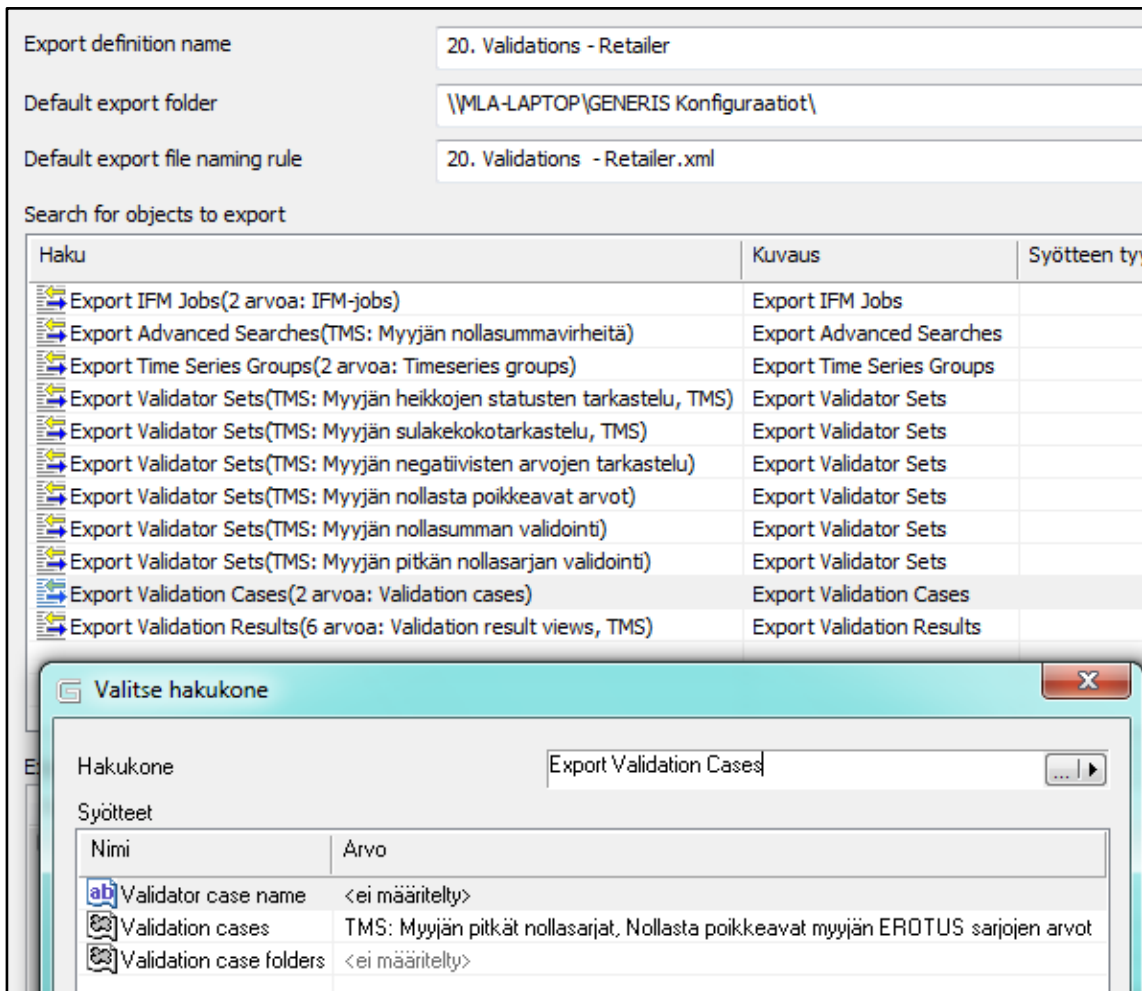 Export definition name 20. Validations - Retailer
Default export folder \\MLA-LAPTOP\GENERIS Konfiguraatiot\
Default export file naming rule 20. Validations - Retailer.xml
Search for objects to export
Haku Kuvaus Syötteen tyy
Export IFM Jobs(2 arvoa: IFM-jobs) Export IFM Jobs
Export Advanced Searches(TMS: Myyjän nollasummavirheitä) Export Advanced Searches
Export Time Series Groups(2 arvoa: Timeseries groups) Export Time Series Groups
Export Validator Sets(TMS: Myyjän heikkojen statusten tarkastelu, TMS) Export Validator Sets
Export Validator Sets(TMS: Myyjän sulakekokotarkastelu, TMS) Export Validator Sets
Export Validator Sets(TMS: Myyjän negatiivisten arvojen tarkastelu) Export Validator Sets
Export Validator Sets(TMS: Myyjän nollasta poikkeavat arvot) Export Validator Sets
Export Validator Sets(TMS: Myyjän nollasumman validointi) Export Validator Sets
Export Validator Sets(TMS: Myyjän pitkän nollasarjan validointi) Export Validator Sets
Export Validation Cases(2 arvoa: Validation cases) Export Validation Cases
Export Validation Results(6 arvoa: Validation result views, TMS) Export Validation Results
Valitse hakukone
Hakukone Export Validation Cases ...
Syötteet
Nimi Arvo
ab Validator case name <ei määritelty>
Validation cases TMS: Myyjän pitkät nollasarjat, Nollasta poikkeavat myyjän EROTUS sarjojen arvot
Validation case folders <ei määritelty>